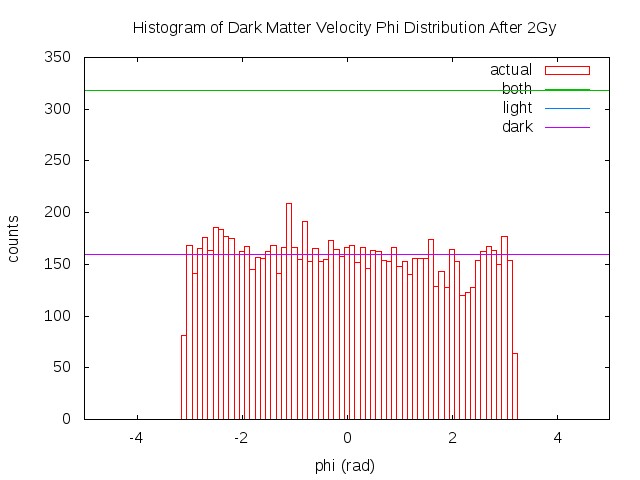 Histogram of Dark Matter Velocity Phi Distribution After 2Gy
350
300
250
200
150
100
50
0
counts
actual
both
light
dark
-4
-2
0
2
4
phi (rad)